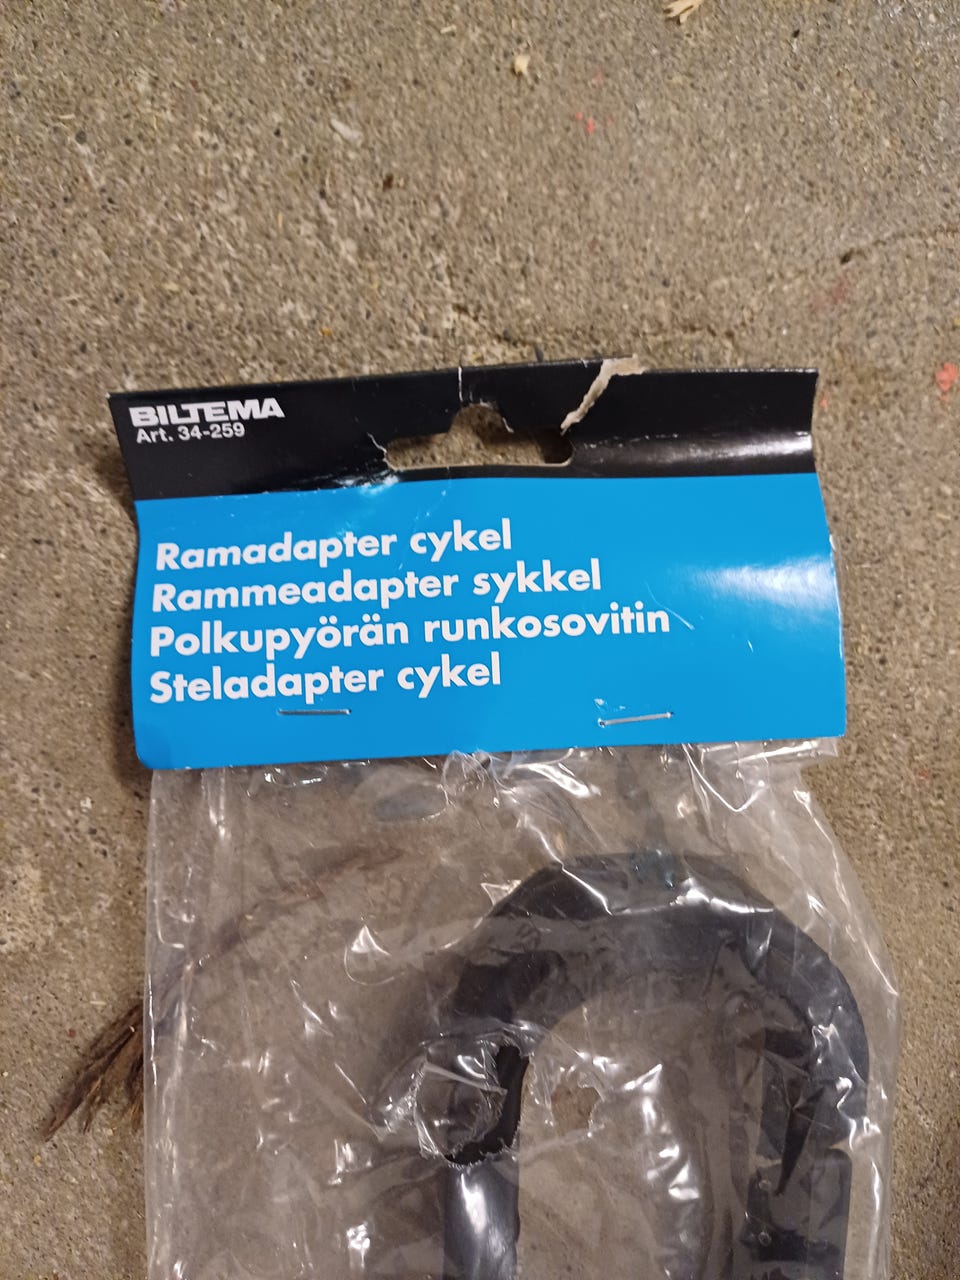 BILTEMA
Art. 34-259
Ramadapter cykel
Rammeadapter sykkel
Polkupyörän runkosovitin
Steladapter cykel